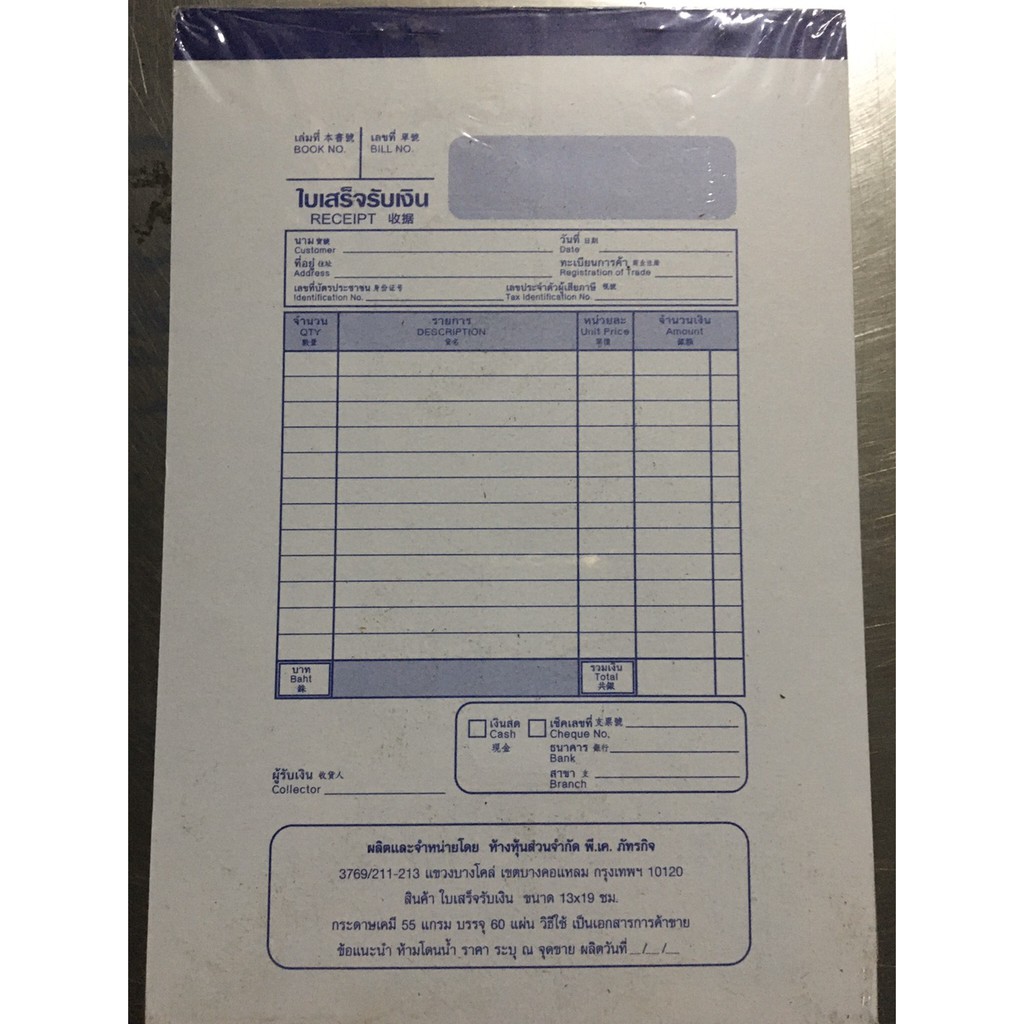 เล่มที่ 本書號 เลขที่ 單號
BOOK NO. BILL NO.
ใบเสร็จรับเงิน
RECEIPT 收据
นาม วันที่ 日期
Customer Date
ที่อยู่ 住址 ทะเบียนการค้า
Address Registration of Trade
เลขที่บัตรประชาชน 身份证号 เลขประจำตัวผู้เสียภาษี
Identification No. Tax Identification No.
จำนวน รายการ หน่วยละ จำนวนเงิน
QTY DESCRIPTION Unit Price Amount
數量 單價
บาท รวมเงิน
Baht Total
銖
เงินสด เช็คเลขที่ 支票號
Cash Cheque No.
現金 ธนาคาร 銀行
Bank
ผู้รับเงิน 收貨人 สาขา 支
Collector Branch
ผลิตและจำหน่ายโดย ห้างหุ้นส่วนจำกัด พี.เค. ภัทรกิจ
3769/211-213 แขวงบางโคล่ เขตบางคอแหลม กรุงเทพฯ 10120
สินค้า ใบเสร็จรับเงิน ขนาด 13x19 ซม.
กระดาษเคมี 55 แกรม บรรจุ 60 แผ่น วิธีใช้ เป็นเอกสารการค้าขาย
ข้อแนะนำ ห้ามโดนน้ำ ราคา ระบุ ณ จุดขาย ผลิตวันที่ __/__/__